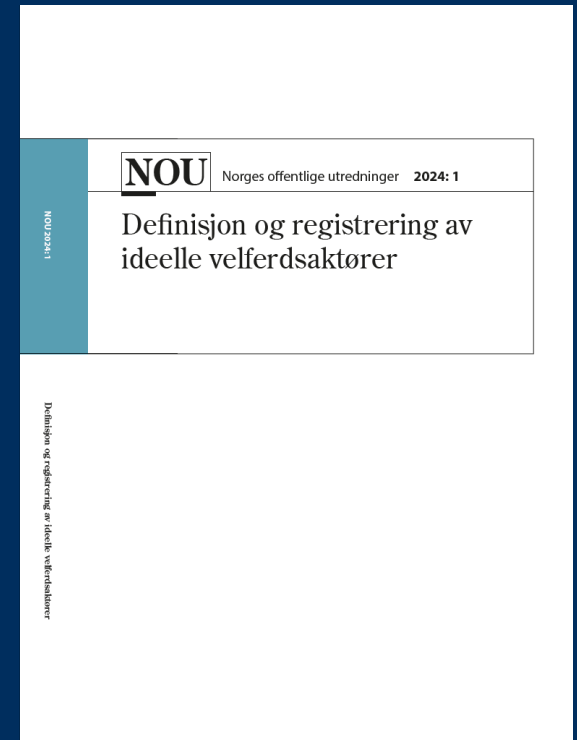 NOU Norges offentlige utredninger 2024: 1
Definisjon og registrering av
ideelle velferdsaktører
NOU 2024: 1
Definisjon og registrering av ideelle velferdsaktører